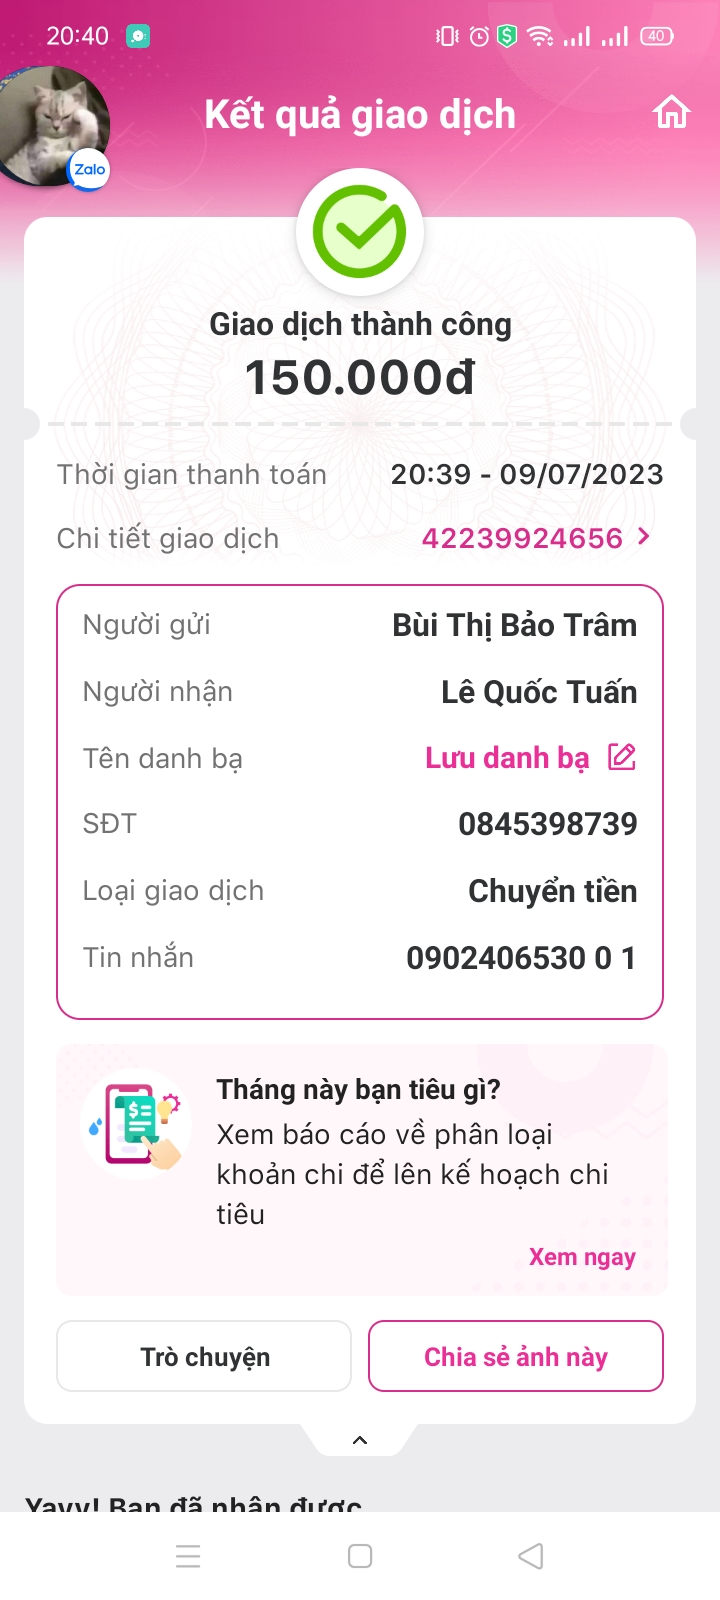 20:40
40
Kết quả giao dịch
Zalo
Giao dịch thành công
150.000đ
Thời gian thanh toán 20:39 - 09/07/2023
Chi tiết giao dịch 42239924656
Người gửi Bùi Thị Bảo Trâm
Người nhận Lê Quốc Tuấn
Tên danh bạ Lưu danh bạ
SĐT 0845398739
Loại giao dịch Chuyển tiền
Tin nhắn 0902406530 0 1
Tháng này bạn tiêu gì?
Xem báo cáo về phân loại
khoản chi để lên kế hoạch chi
tiêu
Xem ngay
Trò chuyện Chia sẻ ảnh này
Yayy! Bạn đã nhận được